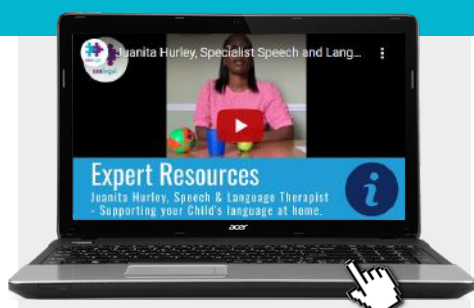 Juanita Hurley, Specialist Speech and Lang...
Expert Resources
Juanita Hurley, Speech & Language Therapist
- Supporting your Child's language at home.
i
acer